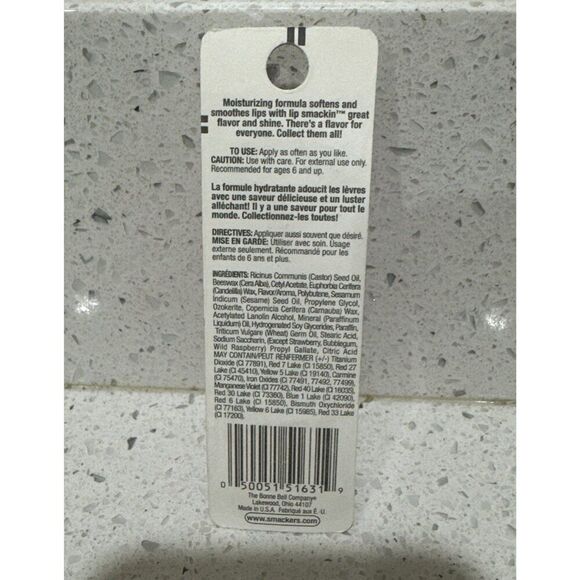 Moisturizing formula softens and
smoothes lips with lip smackin™ great
flavor and shine. There's a flavor for
everyone. Collect them all!
TO USE: Apply as often as you like.
CAUTION: Use with care. For external use only.
Recommended for ages 6 and up.
La formule hydratante adoucit les lèvres
avec une saveur délicieuse et un luster
alléchant! Il y a une saveur pour tout le
monde. Collectionnez-les toutes!
DIRECTIVES: Appliquer aussi souvent que désiré.
MISE EN GARDE: Utiliser avec soin. Usage
externe seulement. Récommandé pour les
enfants de 6 ans et plus.
INGRÉDIENTS: Ricinus Communis (Castor) Seed Oil,
Beeswax (Cera Alba), Cetyl Acetate, Euphorbia Cerifera
(Candelilla) Wax, Flavor/Aroma, Polybutene, Sesamum
Indicum (Sesame) Seed Oil, Propylene Glycol,
Ozokerite, Copernicia Cerifera (Carnauba) Wax,
Acetylated Lanolin Alcohol, Mineral (Paraffinum
Liquidum) Oil, Hydrogenated Soy Glycerides, Paraffin,
Triticum Vulgare (Wheat) Germ Oil, Stearic Acid,
Sodium Saccharin, (Except Strawberry, Bubblegum,
Wild Raspberry) Propyl Gallate, Citric Acid
MAY CONTAIN/PEUT RENFERMER (+/-) Titanium
Dioxide (CI 77891), Red 7 Lake (CI 15850), Red 27
Lake (CI 45410), Yellow 5 Lake (CI 19140), Carmine
(CI 75470), Iron Oxides (CI 77491, 77492, 77499),
Manganese Violet (CI 77742), Red 40 Lake (CI 16035),
Red 30 Lake (CI 73360), Blue 1 Lake (CI 42090),
Red 6 Lake (CI 15850), Bismuth Oxychloride
(CI 77163), Yellow 6 Lake (CI 15985), Red 33 Lake
(CI 17200).
0 50051 51631 9
The Bonne Bell Company®
Lakewood, Ohio 44107
Made in U.S.A. Fabriqué aux É. U.
www.smackers.com